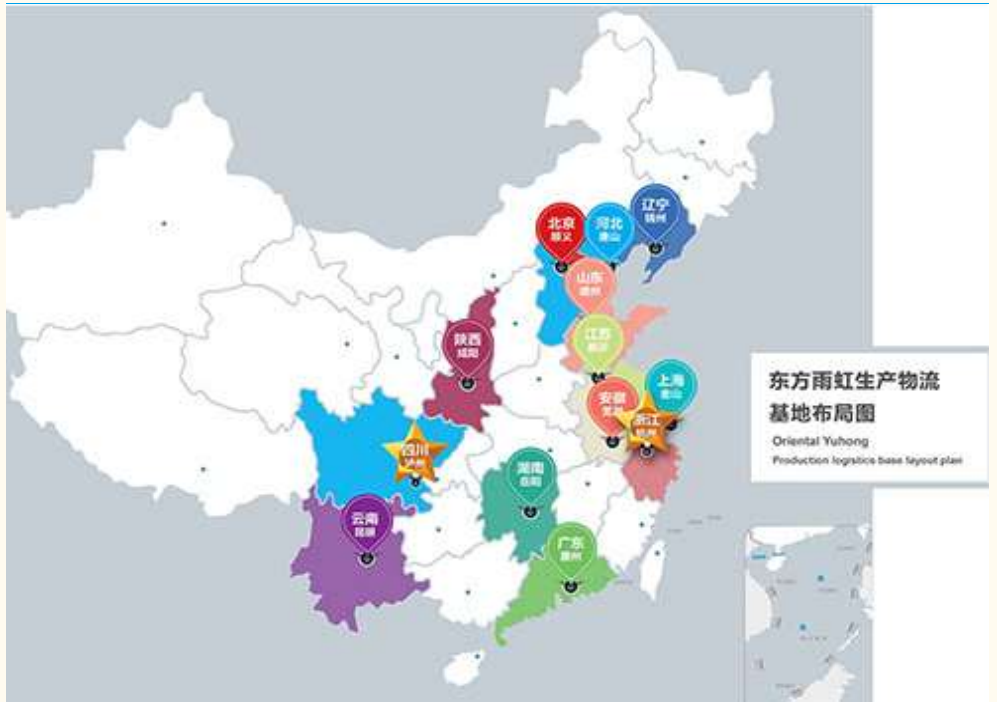 辽宁
锦州
北京
顺义
河北
唐山
山东
德州
江苏
陕西
咸阳
上海
金山
安徽
芜湖
浙江
杭州
四川
泸州
湖南
岳阳
云南
昆明
广东
惠州
东方雨虹生产物流
基地布局图
Oriental Yuhong
Production logistics base layout plan